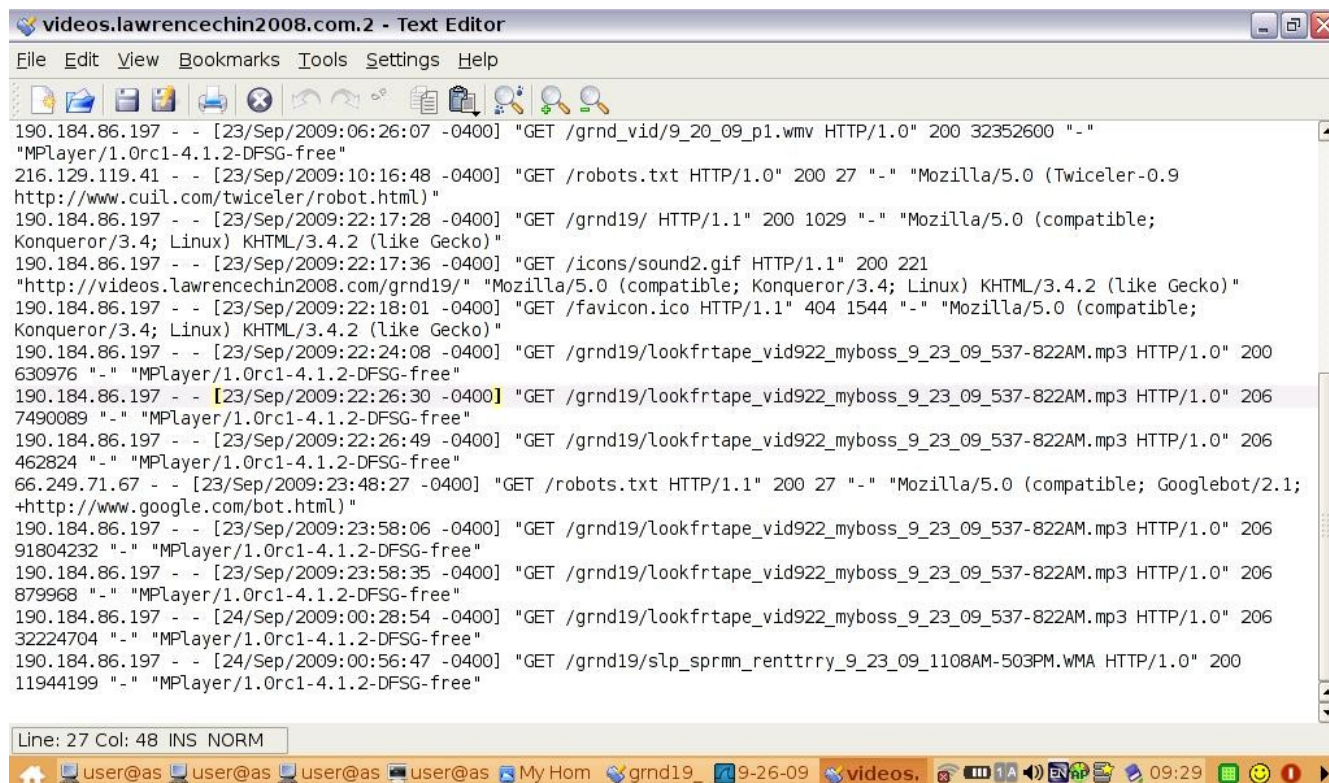 videos.lawrencechin2008.com.2 - Text Editor
File Edit View Bookmarks Tools Settings Help
190.184.86.197 - - [23/Sep/2009:06:26:07 -0400] "GET /grnd_vid/9_20_09_p1.wmv HTTP/1.0" 200 32352600 "-"
"MPlayer/1.0rc1-4.1.2-DFSG-free"
216.129.119.41 - - [23/Sep/2009:10:16:48 -0400] "GET /robots.txt HTTP/1.0" 200 27 "-" "Mozilla/5.0 (Twiceler-0.9
http://www.cuil.com/twiceler/robot.html)"
190.184.86.197 - - [23/Sep/2009:22:17:28 -0400] "GET /grnd19/ HTTP/1.1" 200 1029 "-" "Mozilla/5.0 (compatible;
Konqueror/3.4; Linux) KHTML/3.4.2 (like Gecko)"
190.184.86.197 - - [23/Sep/2009:22:17:36 -0400] "GET /icons/sound2.gif HTTP/1.1" 200 221
"http://videos.lawrencechin2008.com/grnd19/" "Mozilla/5.0 (compatible; Konqueror/3.4; Linux) KHTML/3.4.2 (like Gecko)"
190.184.86.197 - - [23/Sep/2009:22:18:01 -0400] "GET /favicon.ico HTTP/1.1" 404 1544 "-" "Mozilla/5.0 (compatible;
Konqueror/3.4; Linux) KHTML/3.4.2 (like Gecko)"
190.184.86.197 - - [23/Sep/2009:22:24:08 -0400] "GET /grnd19/lookfrtape_vid922_myboss_9_23_09_537-822AM.mp3 HTTP/1.0" 200
630976 "-" "MPlayer/1.0rc1-4.1.2-DFSG-free"
190.184.86.197 - - [23/Sep/2009:22:26:30 -0400] "GET /grnd19/lookfrtape_vid922_myboss_9_23_09_537-822AM.mp3 HTTP/1.0" 206
7490089 "-" "MPlayer/1.0rc1-4.1.2-DFSG-free"
190.184.86.197 - - [23/Sep/2009:22:26:49 -0400] "GET /grnd19/lookfrtape_vid922_myboss_9_23_09_537-822AM.mp3 HTTP/1.0" 206
462824 "-" "MPlayer/1.0rc1-4.1.2-DFSG-free"
66.249.71.67 - - [23/Sep/2009:23:48:27 -0400] "GET /robots.txt HTTP/1.1" 200 27 "-" "Mozilla/5.0 (compatible; Googlebot/2.1;
+http://www.google.com/bot.html)"
190.184.86.197 - - [23/Sep/2009:23:58:06 -0400] "GET /grnd19/lookfrtape_vid922_myboss_9_23_09_537-822AM.mp3 HTTP/1.0" 206
91804232 "-" "MPlayer/1.0rc1-4.1.2-DFSG-free"
190.184.86.197 - - [23/Sep/2009:23:58:35 -0400] "GET /grnd19/lookfrtape_vid922_myboss_9_23_09_537-822AM.mp3 HTTP/1.0" 206
879968 "-" "MPlayer/1.0rc1-4.1.2-DFSG-free"
190.184.86.197 - - [24/Sep/2009:00:28:54 -0400] "GET /grnd19/lookfrtape_vid922_myboss_9_23_09_537-822AM.mp3 HTTP/1.0" 206
32224704 "-" "MPlayer/1.0rc1-4.1.2-DFSG-free"
190.184.86.197 - - [24/Sep/2009:00:56:47 -0400] "GET /grnd19/slp_sprmn_renttrry_9_23_09_1108AM-503PM.WMA HTTP/1.0" 200
11944199 "-" "MPlayer/1.0rc1-4.1.2-DFSG-free"
Line: 27 Col: 48 INS NORM
user@as user@as user@as user@as My Hom grnd19_ 9-26-09 videos. 1A EN AP 09:29